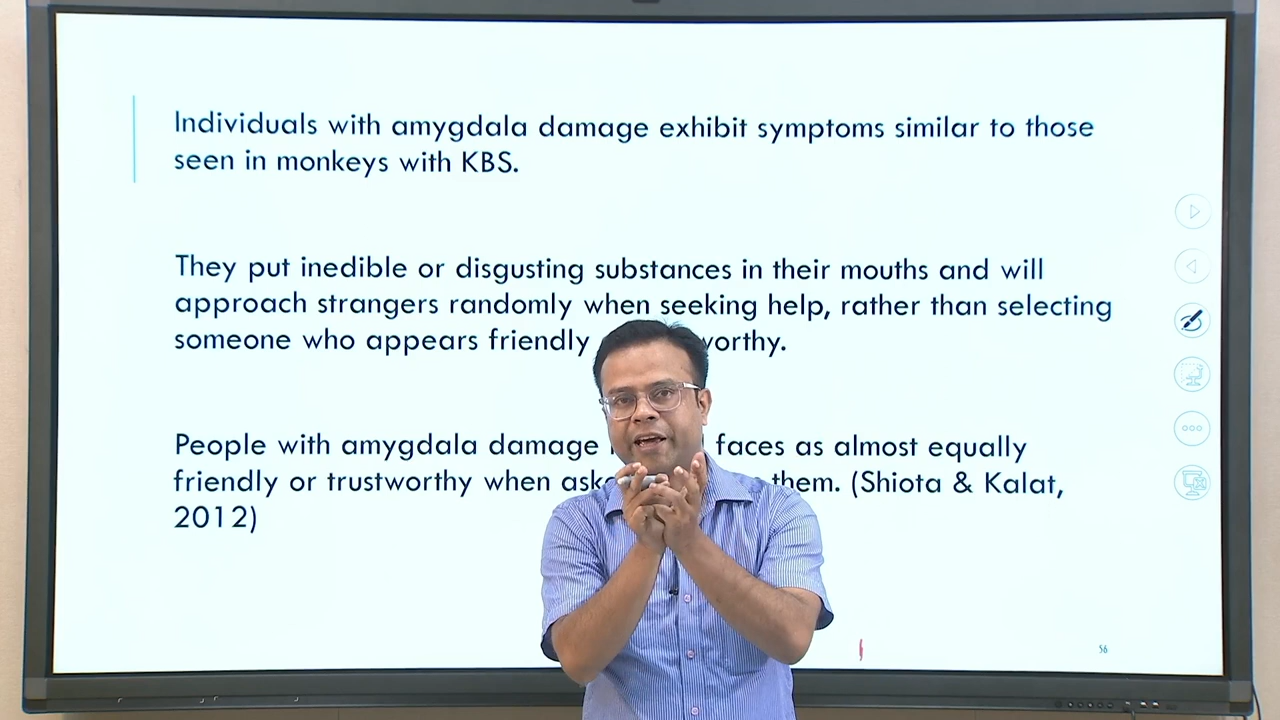 Individuals with amygdala damage exhibit symptoms similar to those
seen in monkeys with KBS.
They put inedible or disgusting substances in their mouths and will
approach strangers randomly when seeking help, rather than selecting
someone who appears friendly worthy.
People with amygdala damage faces as almost equally
friendly or trustworthy when them. (Shiota & Kalat,
2012)
56